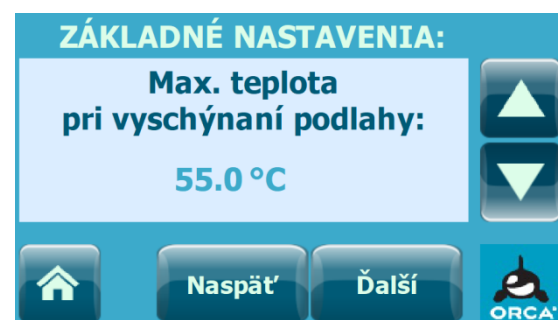 ZÁKLADNÉ NASTAVENIA:
Max. teplota
pri vyschýnaní podlahy:
55.0 °C
Naspäť
Ďalší
ORCA